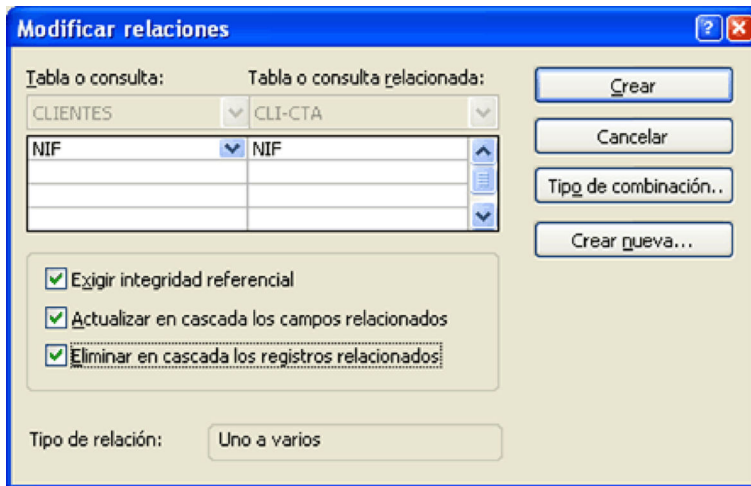 Modificar relaciones
Tabla o consulta: Tabla o consulta relacionada:
CLIENTES CLI-CTA
NIF NIF
Crear
Cancelar
Tipo de combinación..
Crear nueva...
Exigir integridad referencial
Actualizar en cascada los campos relacionados
Eliminar en cascada los registros relacionados
Tipo de relación: Uno a varios